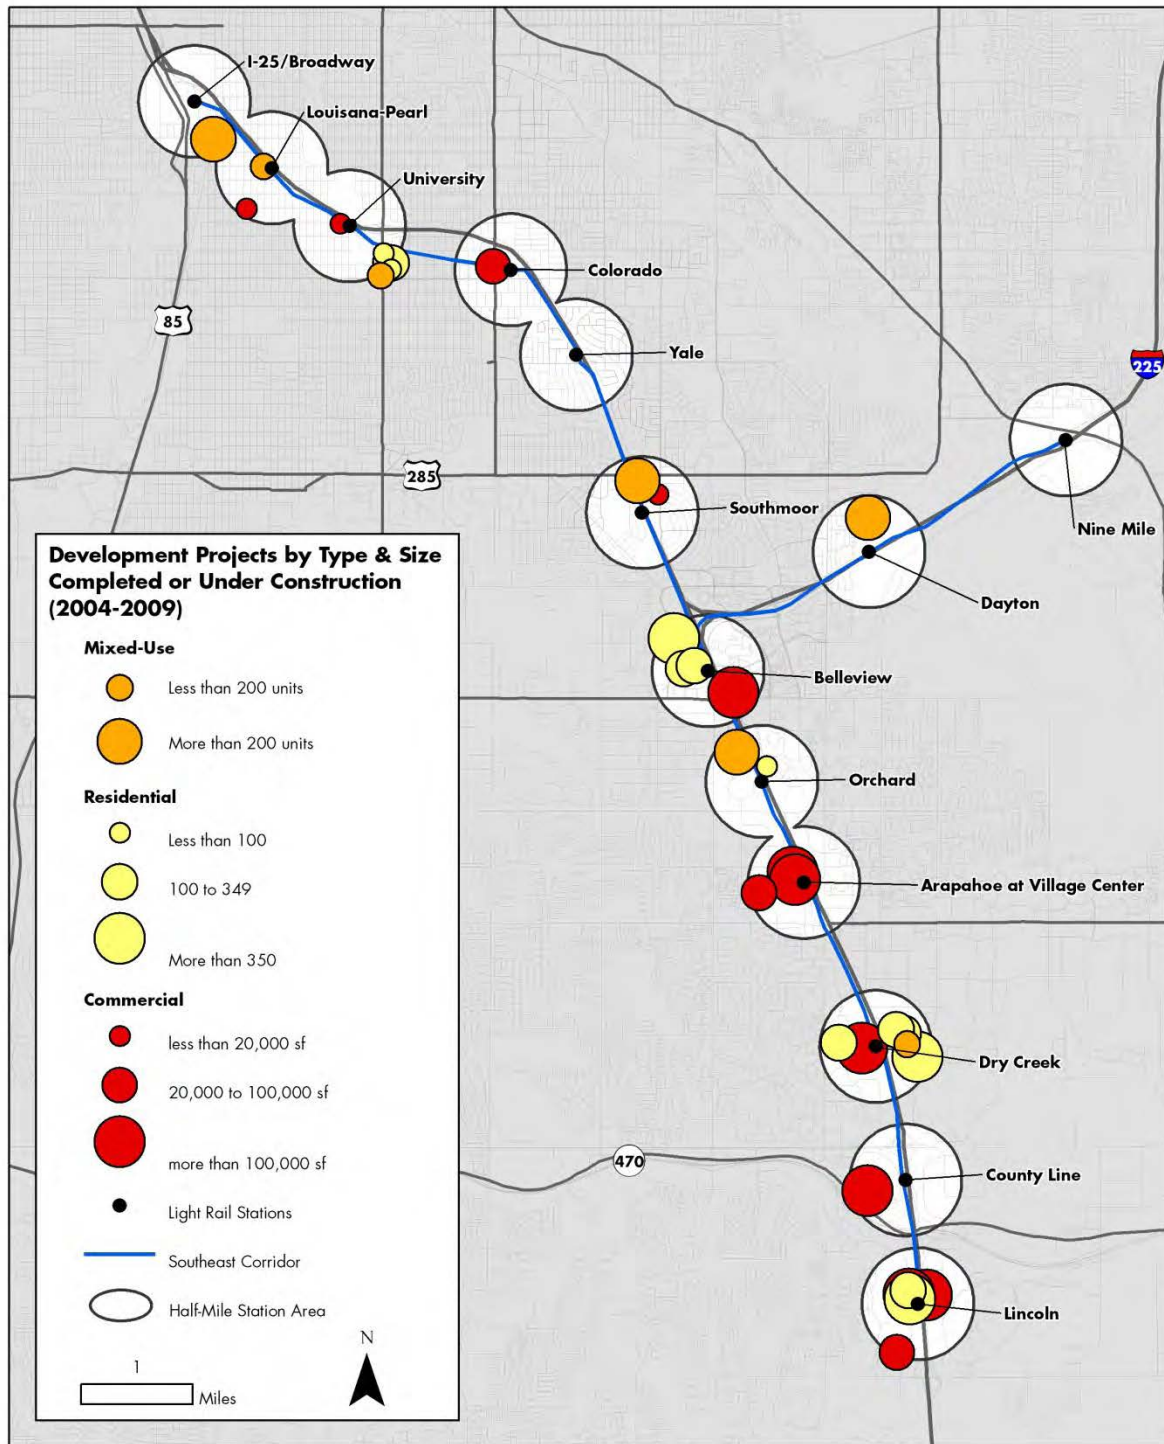 I-25/Broadway
Louisana-Pearl
University
Colorado
85
Yale
225
285
Southmoor
Nine Mile
Dayton
Belleview
Orchard
Arapahoe at Village Center
Dry Creek
470
County Line
Lincoln
Development Projects by Type & Size
Completed or Under Construction
(2004-2009)
Mixed-Use
Less than 200 units
More than 200 units
Residential
Less than 100
100 to 349
More than 350
Commercial
less than 20,000 sf
20,000 to 100,000 sf
more than 100,000 sf
Light Rail Stations
Southeast Corridor
Half-Mile Station Area
N
1
Miles